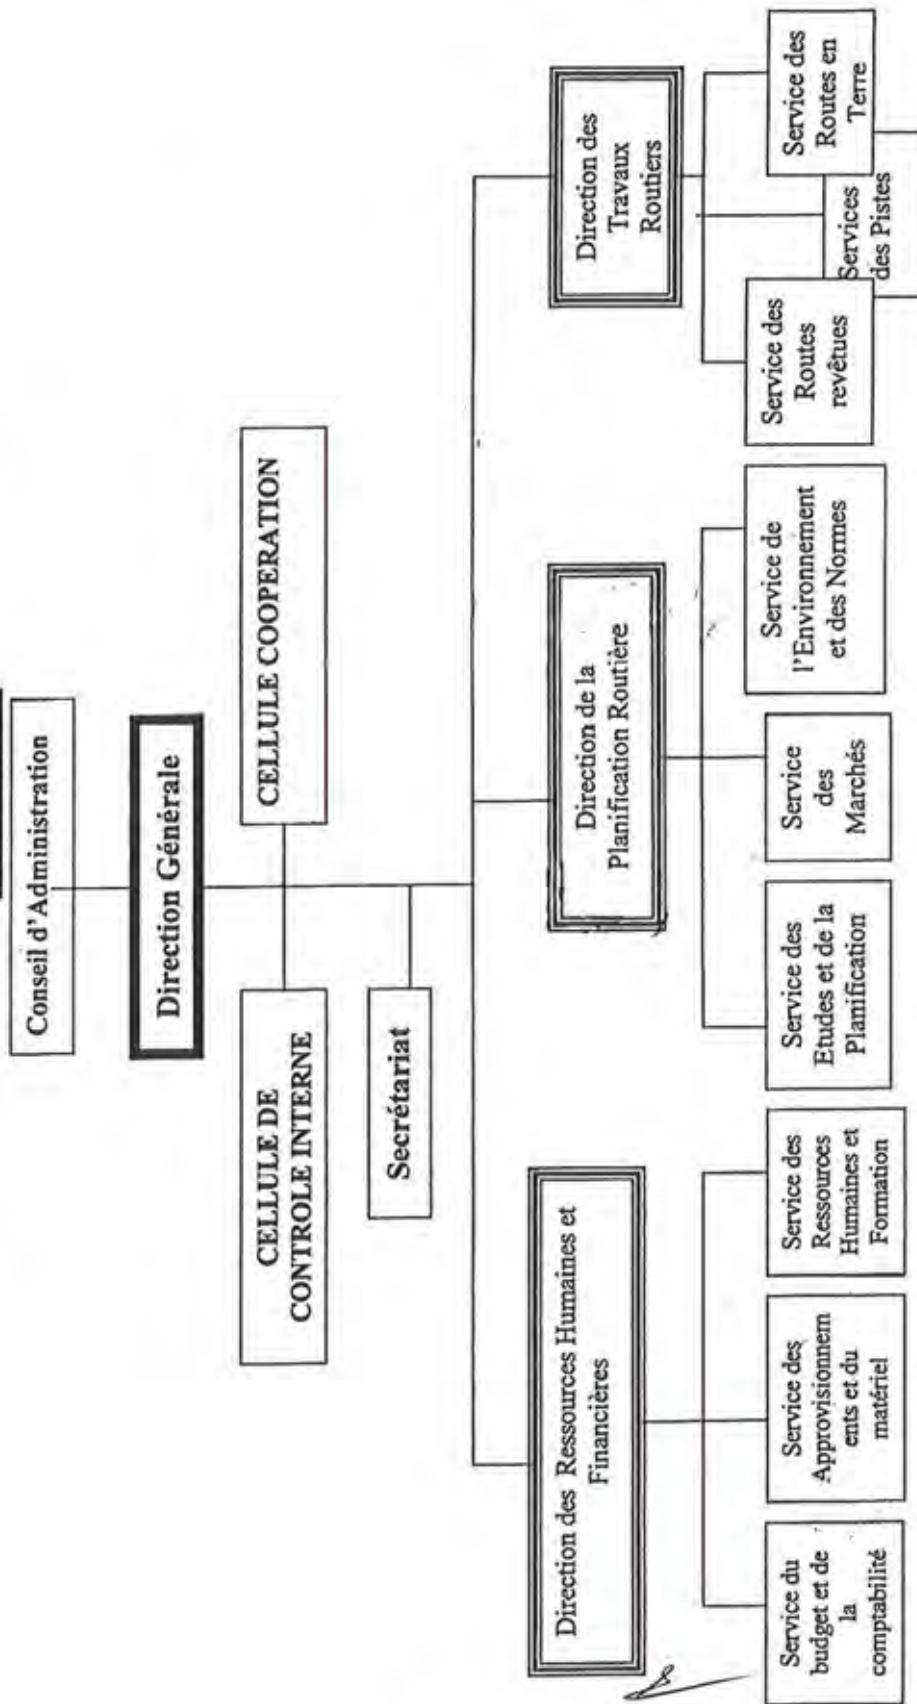 Conseil d'Administration
Direction Générale
CELLULE DE
CONTROLE INTERNE
CELLULE COOPERATION
Secrétariat
Direction des Ressources Humaines et
Financières
Direction de la
Planification Routière
Direction des
Travaux
Routiers
Service du
budget et de
la
comptabilité
Service des
Approvisionnem
ents et du
matériel
Service des
Ressources
Humaines et
Formation
Service des
Etudes et de la
Planification
Service
des
Marchés
Service de
l'Environnement
et des Normes
Service des
Routes
revêtues
Services
des Pistes
Service des
Routes en
Terre